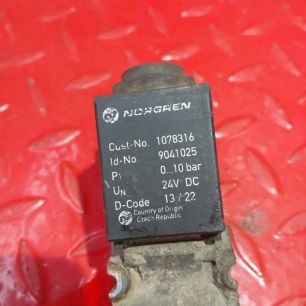 NORGREN
Cust-No. 1078316
Id-No. 9041025
P1 0...10 bar
UN 24V DC
D-Code 13/22
Country of Origin
Czech Republic